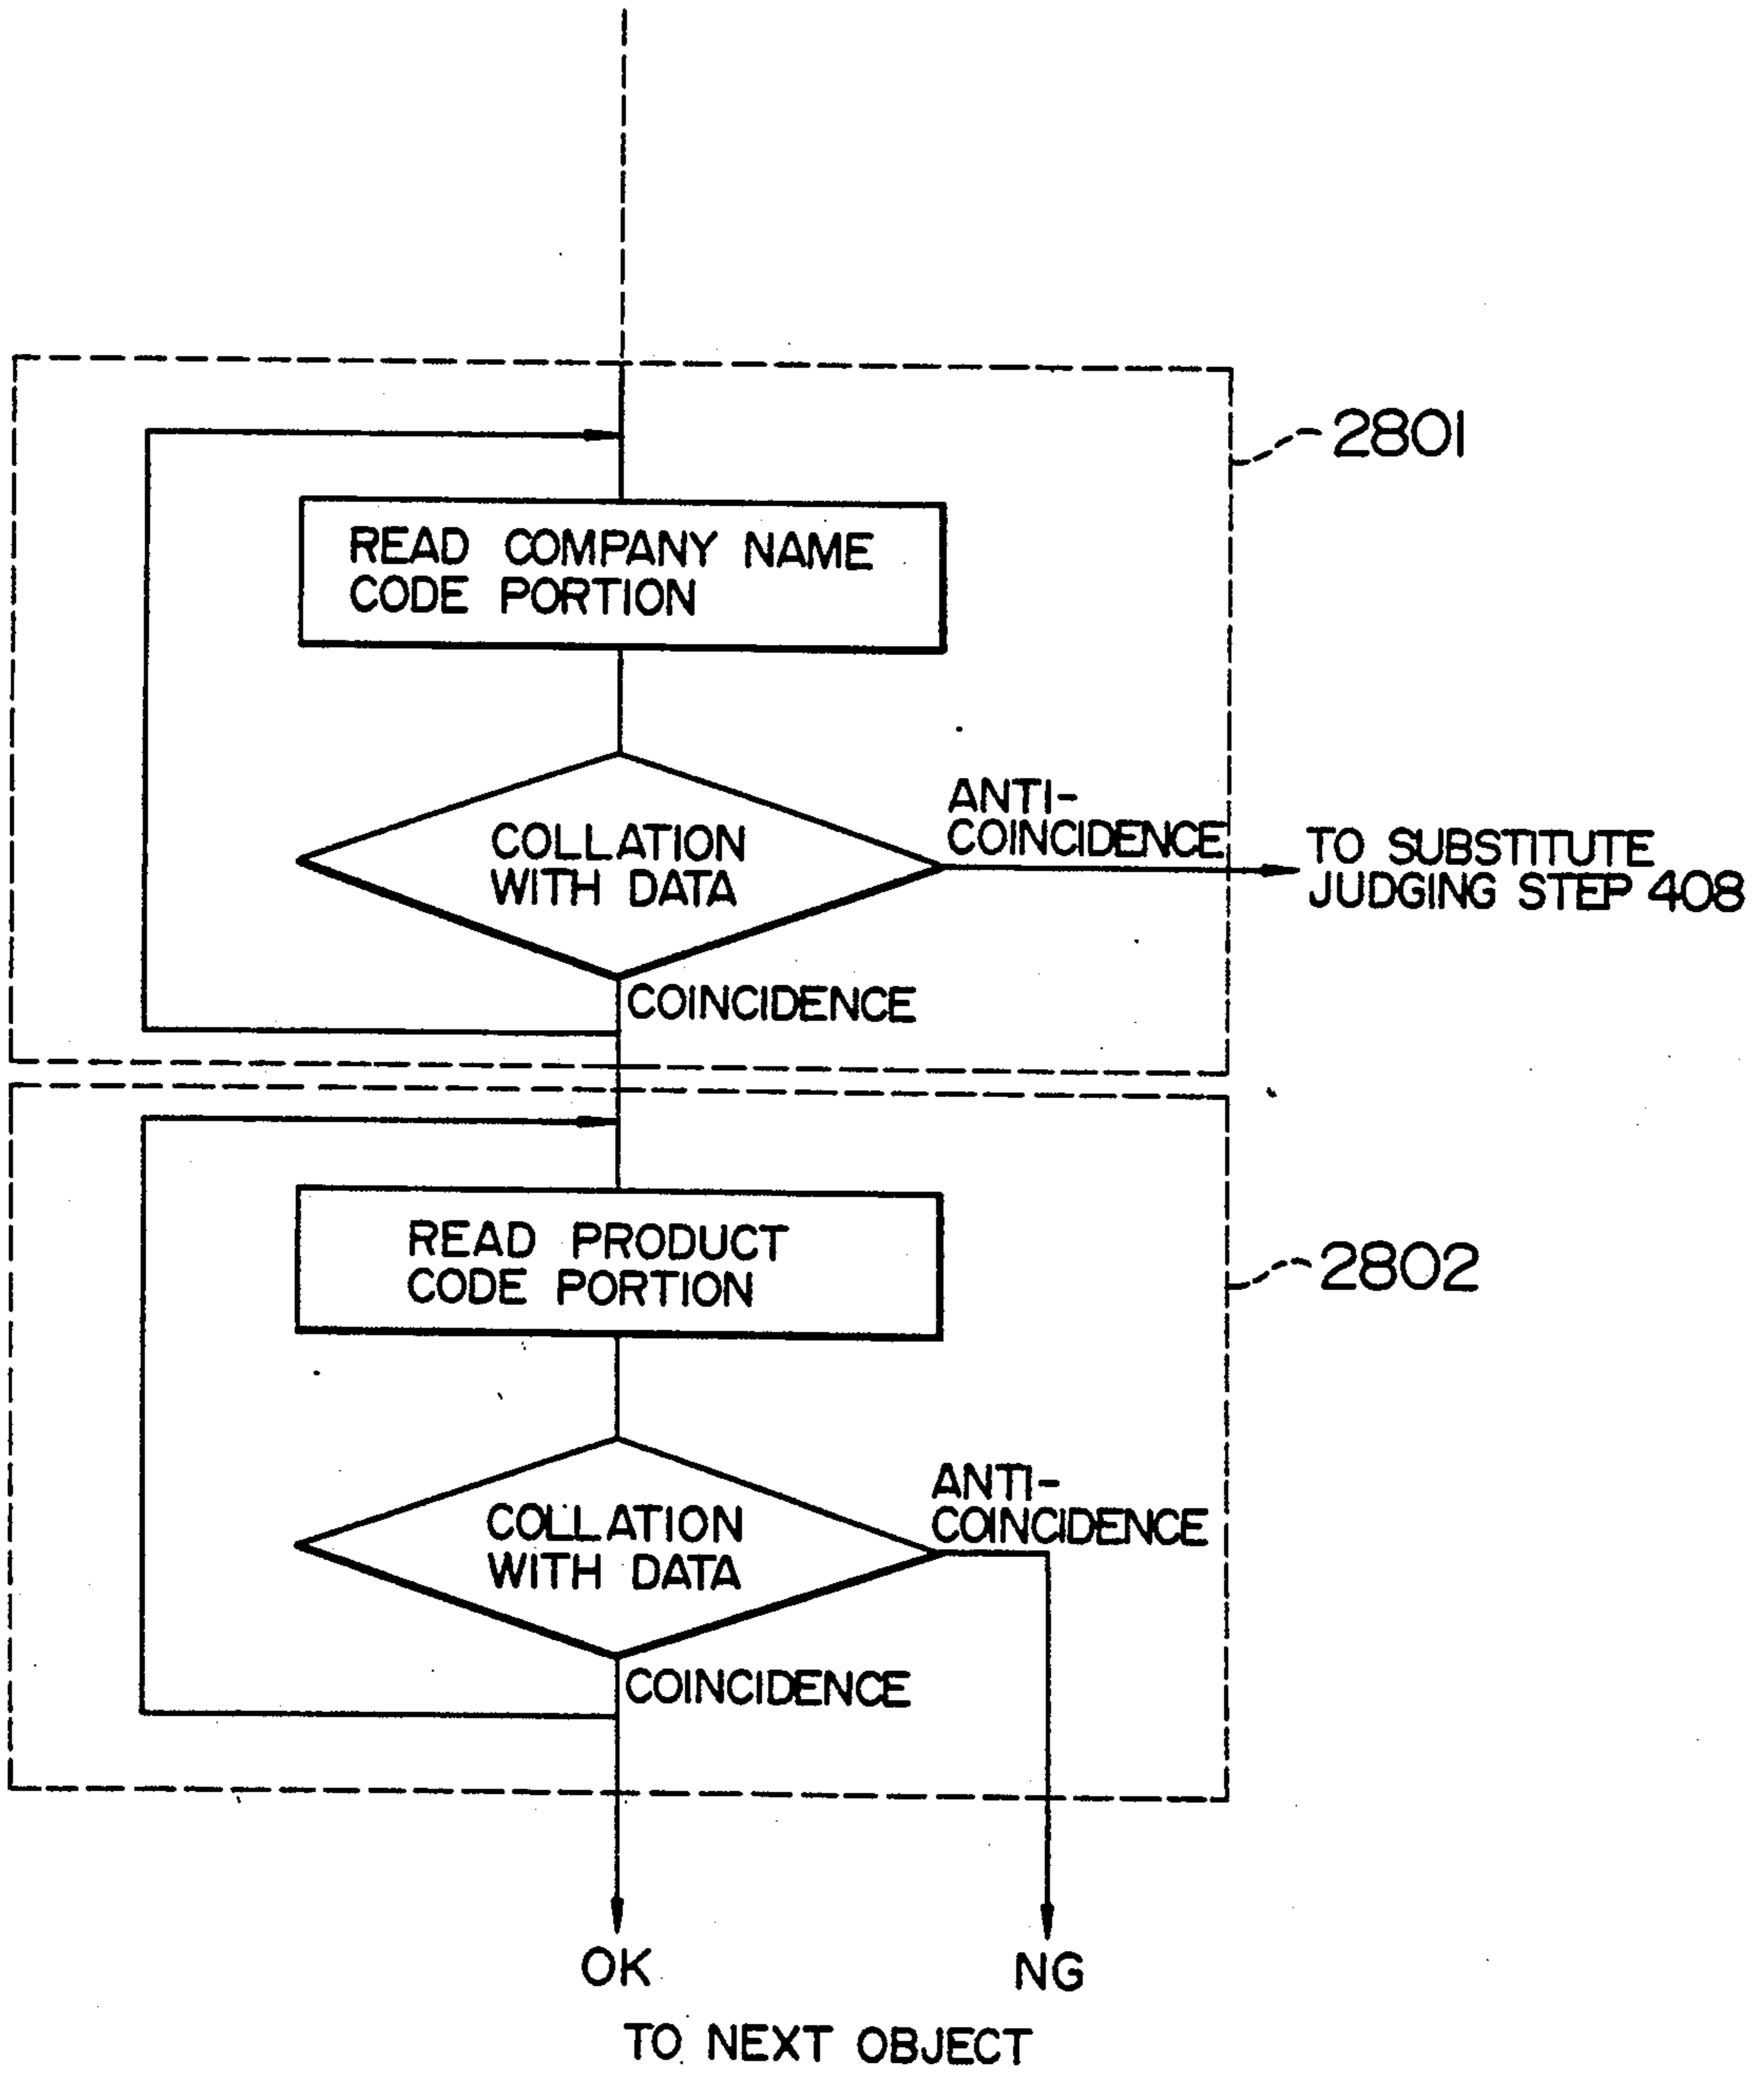 2801
READ COMPANY NAME
CODE PORTION
COLLATION
WITH DATA
ANTI-
COINCIDENCE
TO SUBSTITUTE
JUDGING STEP 408
COINCIDENCE
2802
READ PRODUCT
CODE PORTION
COLLATION
WITH DATA
ANTI-
COINCIDENCE
COINCIDENCE
OK
NG
TO NEXT OBJECT